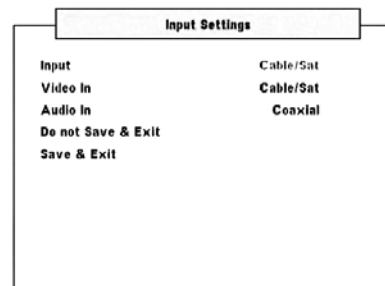 Input Settings
Input Cable/Sat
Video In Cable/Sat
Audio In Coaxial
Do not Save & Exit
Save & Exit